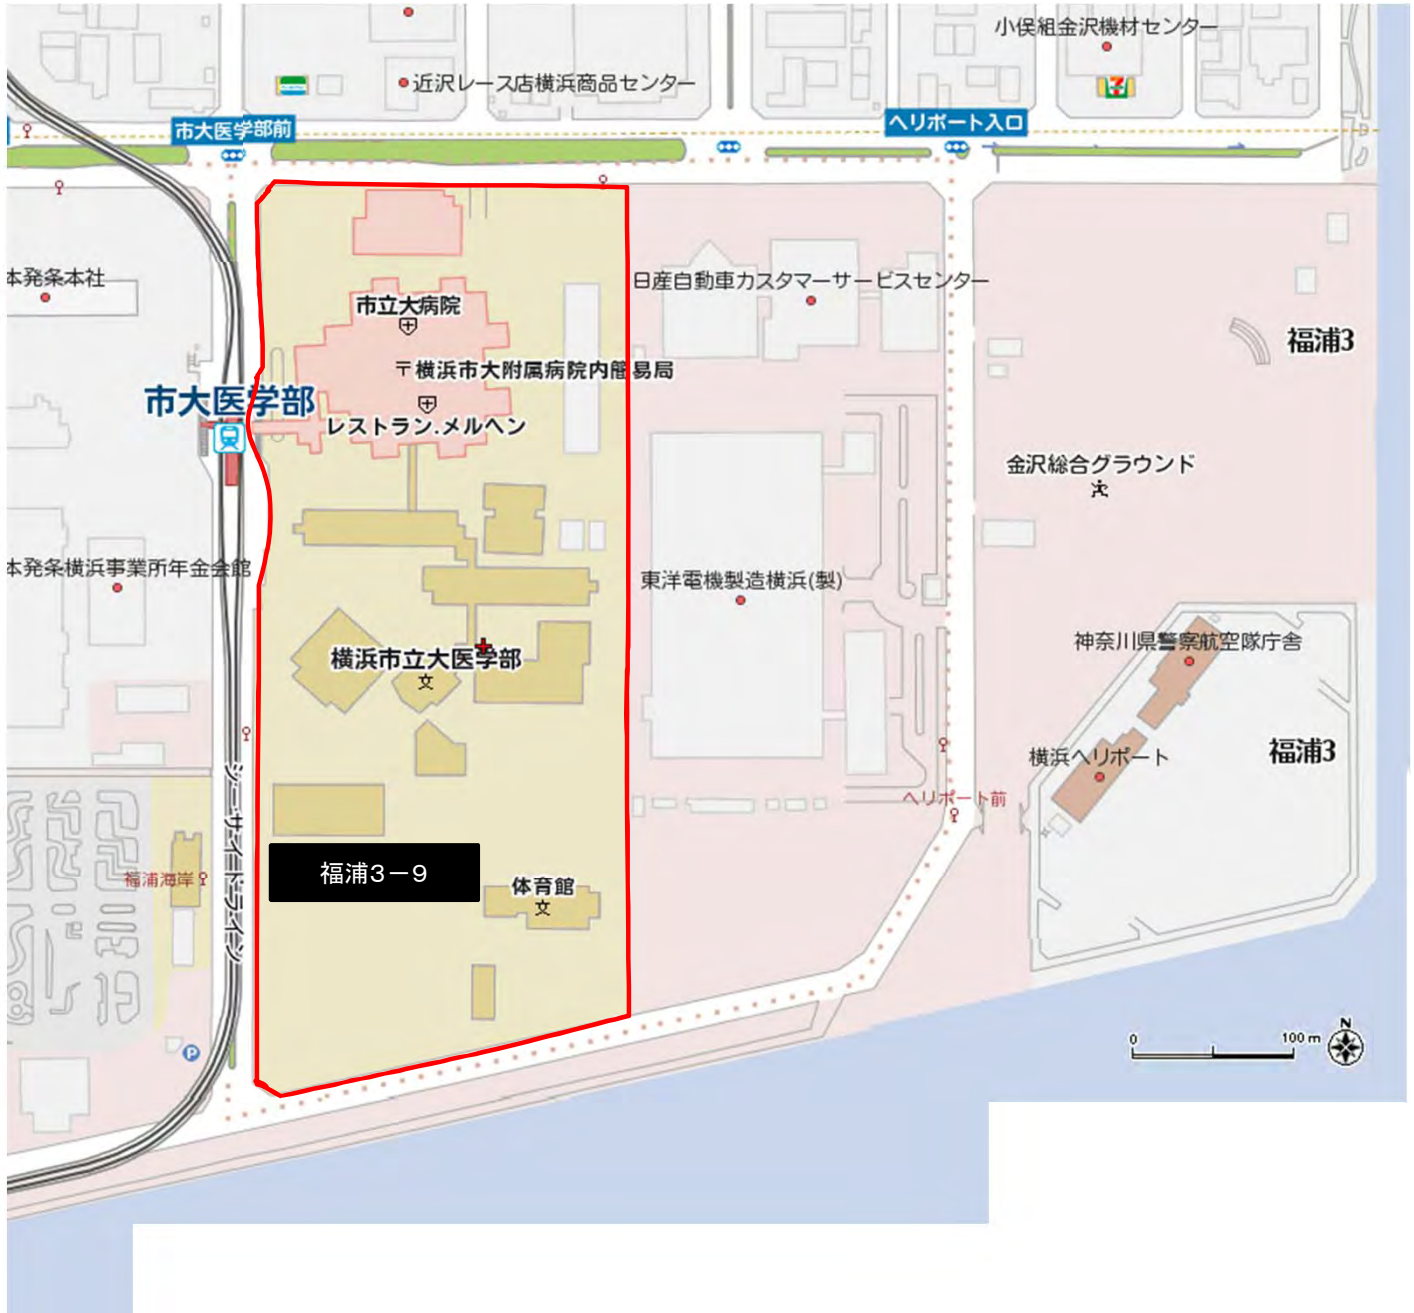 小俣組金沢機材センター
近沢レース店横浜商品センター
7
市大医学部前
ヘリポート入口
本発条本社
日産自動車カスタマーサービスセンター
市立大病院
福浦3
〒横浜市大附属病院内簡易局
市大医学部
レストラン.メルヘン
金沢総合グラウンド
本発条横浜事業所年金会館
東洋電機製造横浜(製)
神奈川県警察航空隊庁舎
横浜市立大医学部
文
横浜ヘリポート
福浦3
シーサイドライン
ヘリポート前
福浦3－9
福浦海岸
体育館
文
P
N
0
100 m